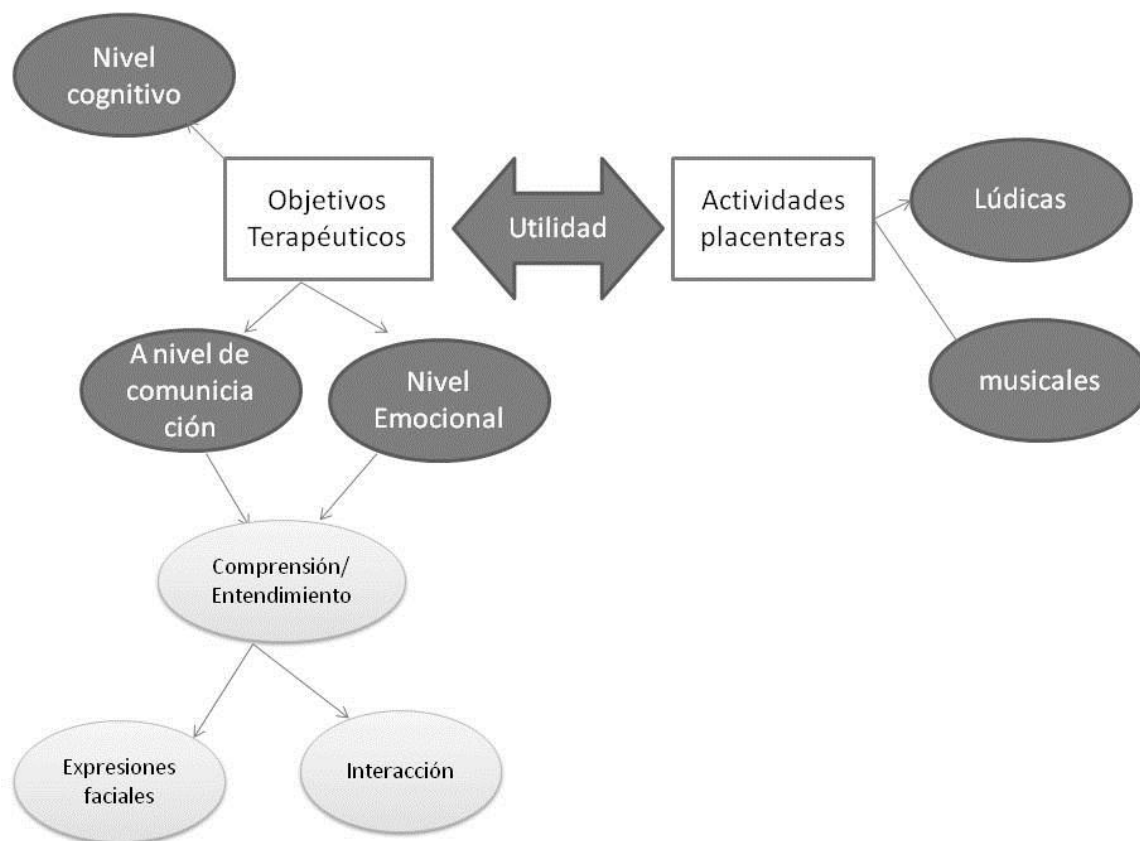 Nivel
cognitivo
Objetivos
Terapéuticos
Utilidad
Actividades
placenteras
Lúdicas
musicales
A nivel de
comunicia
ción
Nivel
Emocional
Comprensión/
Entendimiento
Expresiones
faciales
Interacción